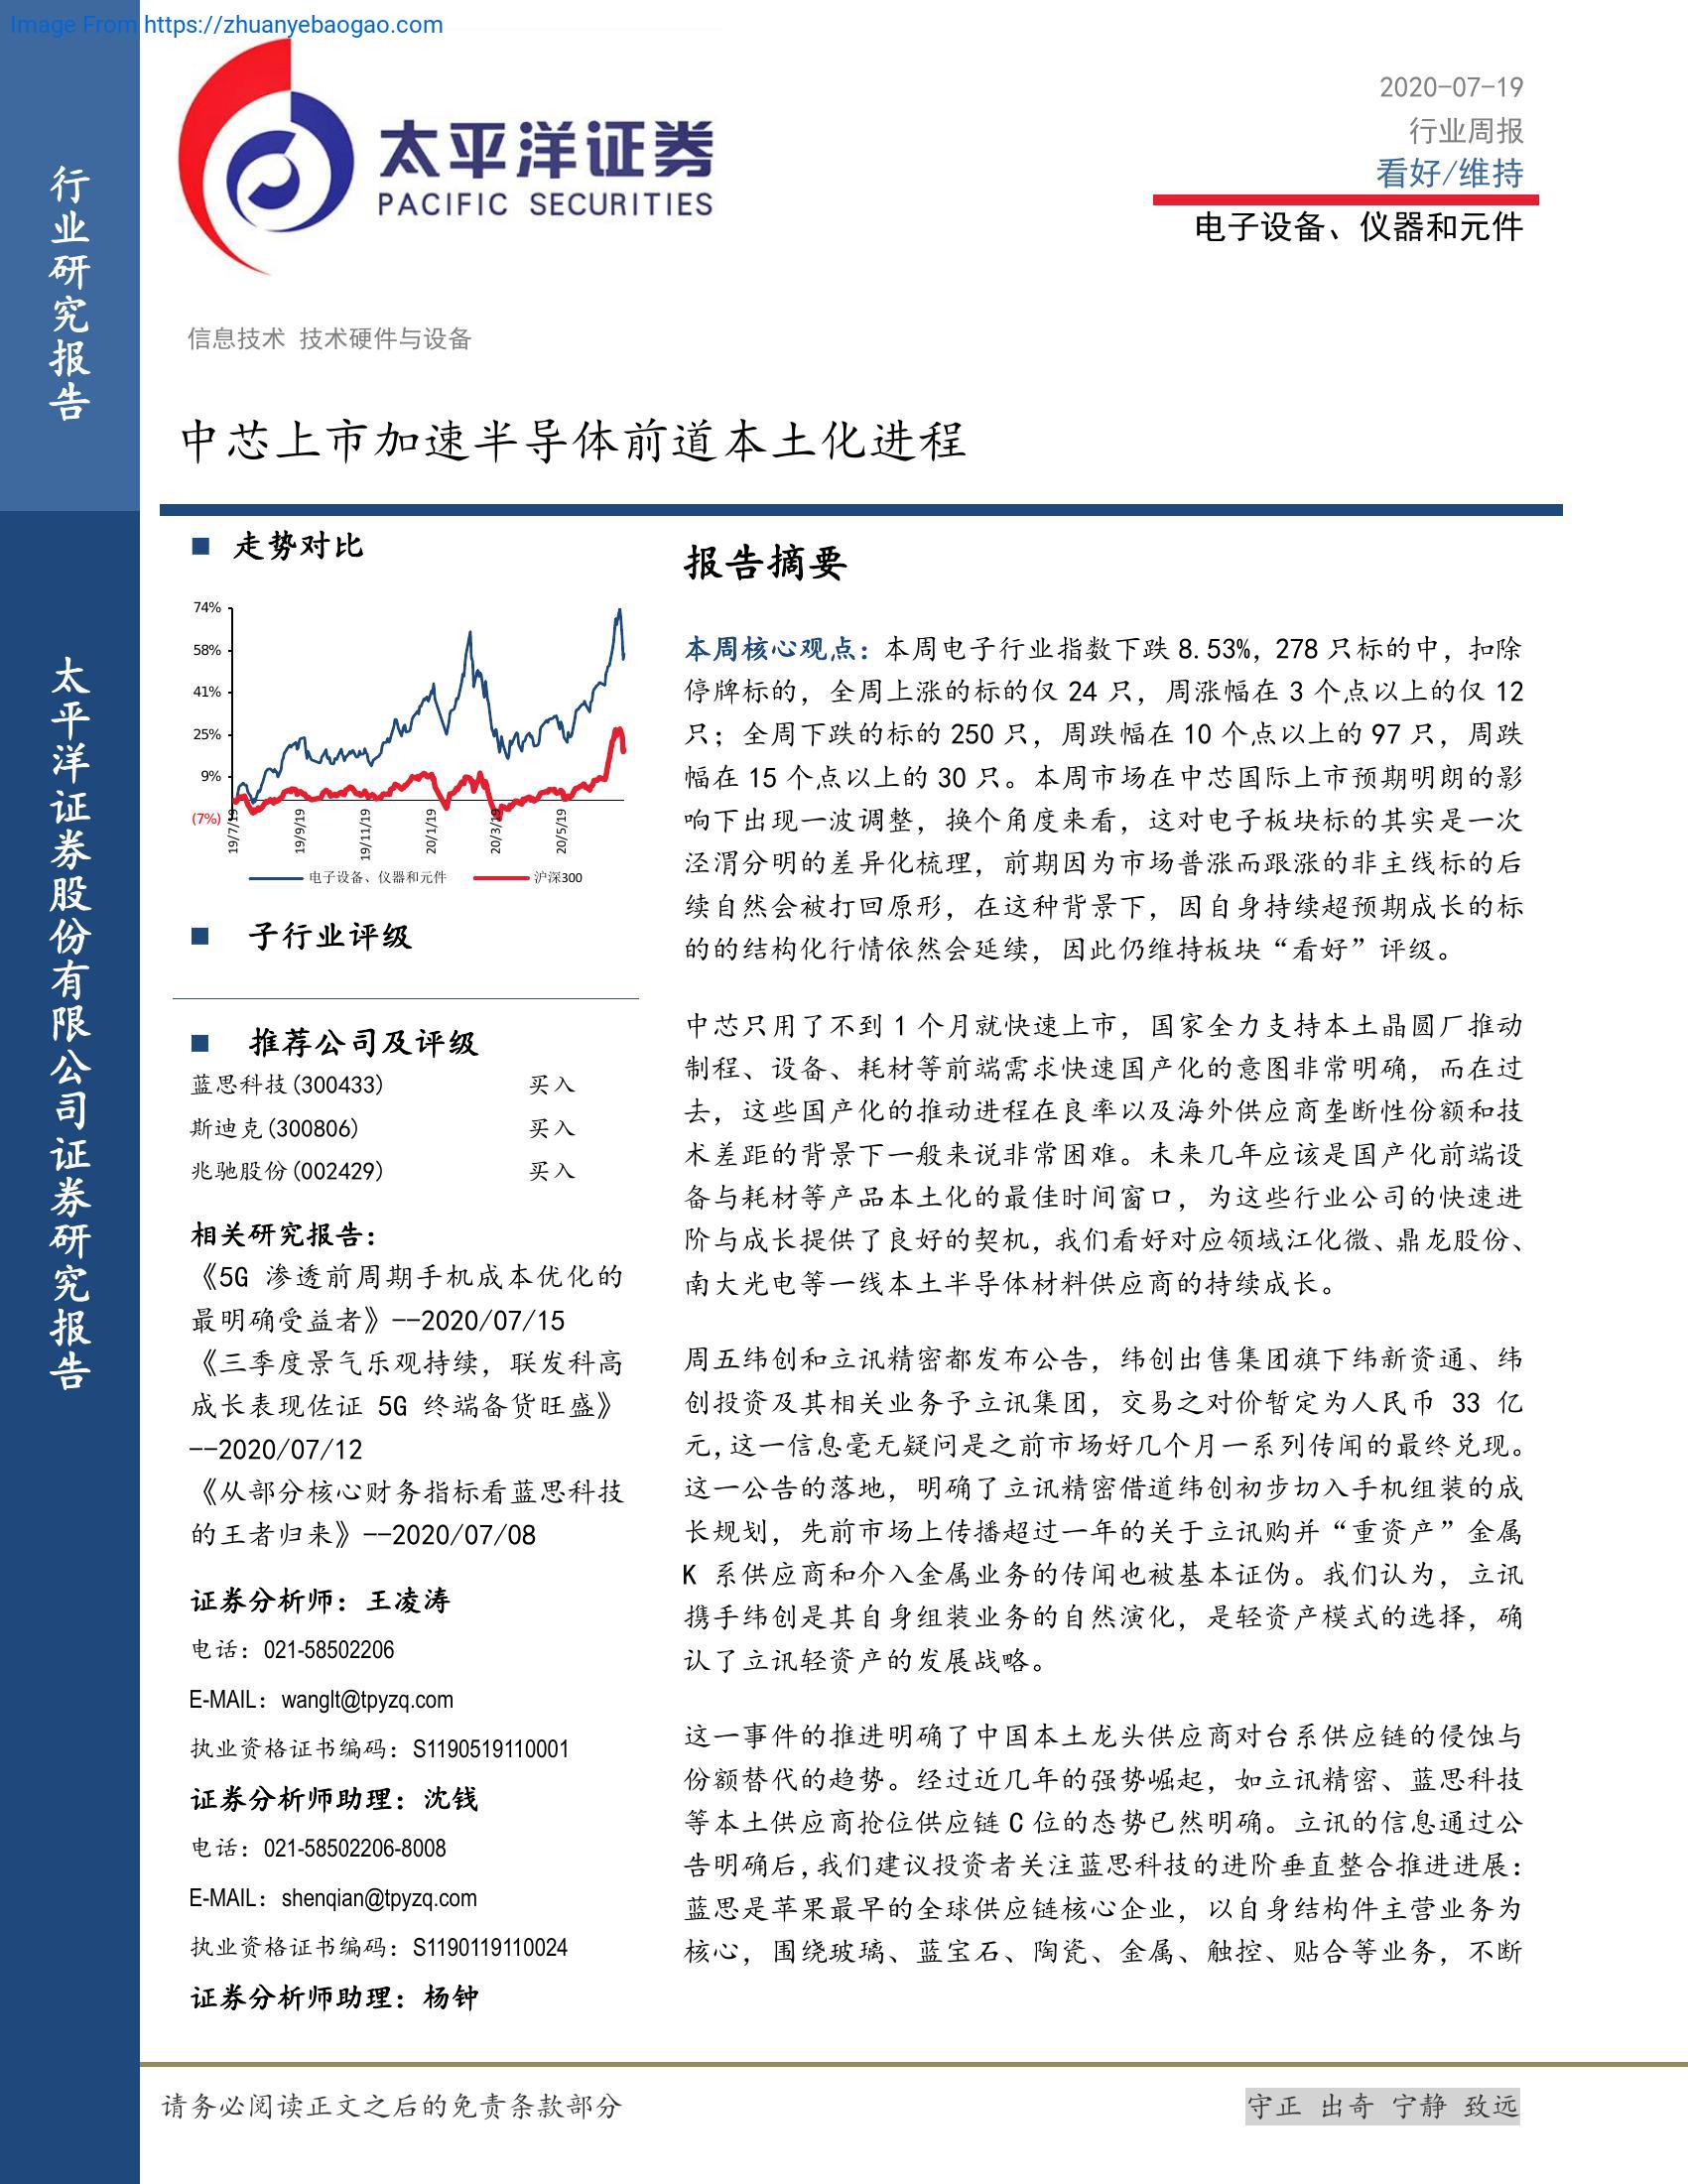 Image From https://zhuanyebaogao.com
行业研究报告
太平洋证券股份有限公司证券研究报告
太平洋证券
PACIFIC SECURITIES
2020-07-19
行业周报
看好/维持
电子设备、仪器和元件
信息技术 技术硬件与设备
中芯上市加速半导体前道本土化进程
■ 走势对比
74%
58%
41%
25%
9%
(7%)
19/7/19
19/9/19
19/11/19
20/1/19
20/3/19
20/5/19
电子设备、仪器和元件 沪深300
■ 子行业评级
■ 推荐公司及评级
蓝思科技(300433) 买入
斯迪克(300806) 买入
兆驰股份(002429) 买入
相关研究报告：
《5G 渗透前周期手机成本优化的
最明确受益者》--2020/07/15
《三季度景气乐观持续，联发科高
成长表现佐证 5G 终端备货旺盛》
--2020/07/12
《从部分核心财务指标看蓝思科技
的王者归来》--2020/07/08
证券分析师：王凌涛
电话：021-58502206
E-MAIL：wanglt@tpyzq.com
执业资格证书编码：S1190519110001
证券分析师助理：沈钱
电话：021-58502206-8008
E-MAIL：shenqian@tpyzq.com
执业资格证书编码：S1190119110024
证券分析师助理：杨钟
报告摘要
本周核心观点：本周电子行业指数下跌 8.53%，278 只标的中，扣除
停牌标的，全周上涨的标的仅 24 只，周涨幅在 3 个点以上的仅 12
只；全周下跌的标的 250 只，周跌幅在 10 个点以上的 97 只，周跌
幅在 15 个点以上的 30 只。本周市场在中芯国际上市预期明朗的影
响下出现一波调整，换个角度来看，这对电子板块标的其实是一次
泾渭分明的差异化梳理，前期因为市场普涨而跟涨的非主线标的后
续自然会被打回原形，在这种背景下，因自身持续超预期成长的标
的的结构化行情依然会延续，因此仍维持板块“看好”评级。
中芯只用了不到 1 个月就快速上市，国家全力支持本土晶圆厂推动
制程、设备、耗材等前端需求快速国产化的意图非常明确，而在过
去，这些国产化的推动进程在良率以及海外供应商垄断性份额和技
术差距的背景下一般来说非常困难。未来几年应该是国产化前端设
备与耗材等产品本土化的最佳时间窗口，为这些行业公司的快速进
阶与成长提供了良好的契机，我们看好对应领域江化微、鼎龙股份、
南大光电等一线本土半导体材料供应商的持续成长。
周五纬创和立讯精密都发布公告，纬创出售集团旗下纬新资通、纬
创投资及其相关业务予立讯集团，交易之对价暂定为人民币 33 亿
元，这一信息毫无疑问是之前市场好几个月一系列传闻的最终兑现。
这一公告的落地，明确了立讯精密借道纬创初步切入手机组装的成
长规划，先前市场上传播超过一年的关于立讯购并“重资产”金属
K 系供应商和介入金属业务的传闻也被基本证伪。我们认为，立讯
携手纬创是其自身组装业务的自然演化，是轻资产模式的选择，确
认了立讯轻资产的发展战略。
这一事件的推进明确了中国本土龙头供应商对台系供应链的侵蚀与
份额替代的趋势。经过近几年的强势崛起，如立讯精密、蓝思科技
等本土供应商抢位供应链 C 位的态势已然明确。立讯的信息通过公
告明确后，我们建议投资者关注蓝思科技的进阶垂直整合推进进展：
蓝思是苹果最早的全球供应链核心企业，以自身结构件主营业务为
核心，围绕玻璃、蓝宝石、陶瓷、金属、触控、贴合等业务，不断
请务必阅读正文之后的免责条款部分
守正 出奇 宁静 致远